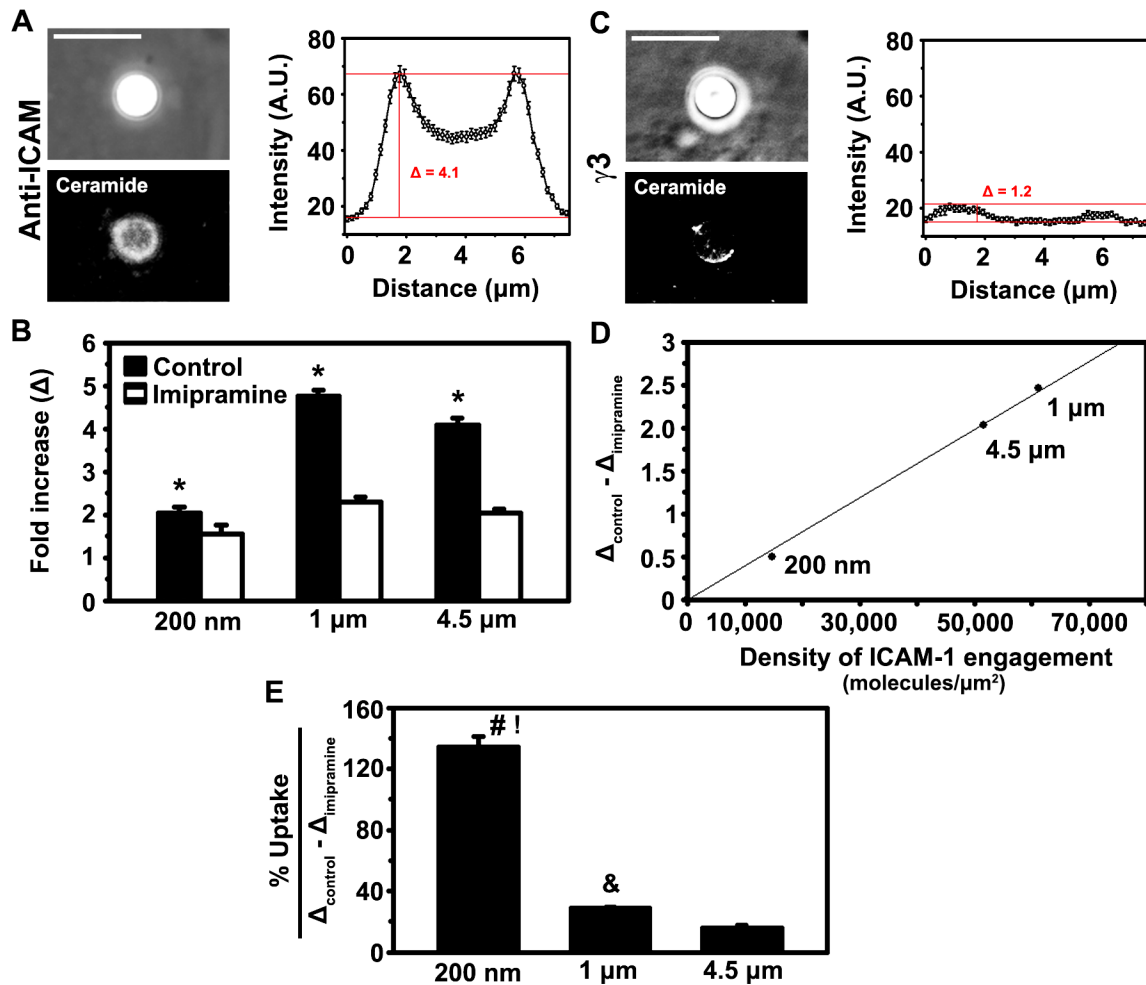 A
Anti-ICAM
Ceramide
Intensity (A.U.)
80
60
40
20
Δ = 4.1
0 2 4 6
Distance (µm)
C
γ3
Ceramide
Intensity (A.U.)
80
60
40
20
Δ = 1.2
0 2 4 6
Distance (µm)
B
Fold increase (Δ)
6
5
4
3
2
1
0
Control
Imipramine
*
*
*
200 nm 1 µm 4.5 µm
D
Δcontrol - Δimipramine
3
2.5
2.0
1.5
1
0.5
0
1 µm
4.5 µm
200 nm
0 10,000 30,000 50,000 70,000
Density of ICAM-1 engagement
(molecules/µm²)
E
% Uptake
Δcontrol - Δimipramine
160
120
80
40
0
# !
&
200 nm 1 µm 4.5 µm